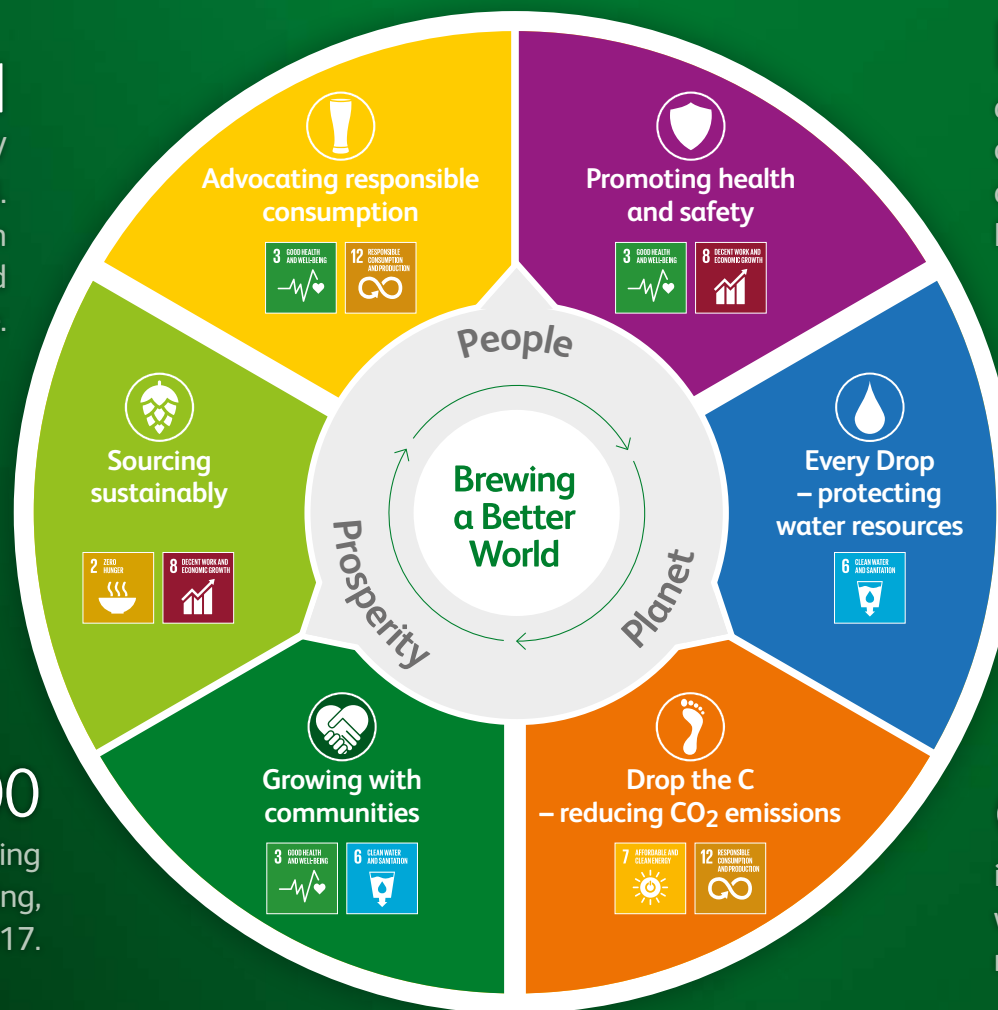 Advocating responsible
consumption
3 GOOD HEALTH
AND WELL-BEING
12 RESPONSIBLE
CONSUMPTION
AND PRODUCTION
Promoting health
and safety
3 GOOD HEALTH
AND WELL-BEING
8 DECENT WORK AND
ECONOMIC GROWTH
Every Drop
– protecting
water resources
6 CLEAN WATER
AND SANITATION
Drop the C
– reducing CO2 emissions
7 AFFORDABLE AND
CLEAN ENERGY
12 RESPONSIBLE
CONSUMPTION
AND PRODUCTION
Growing with
communities
3 GOOD HEALTH
AND WELL-BEING
6 CLEAN WATER
AND SANITATION
Sourcing
sustainably
2 ZERO
HUNGER
8 DECENT WORK AND
ECONOMIC GROWTH
People
Planet
Prosperity
Brewing
a Better
World
17.